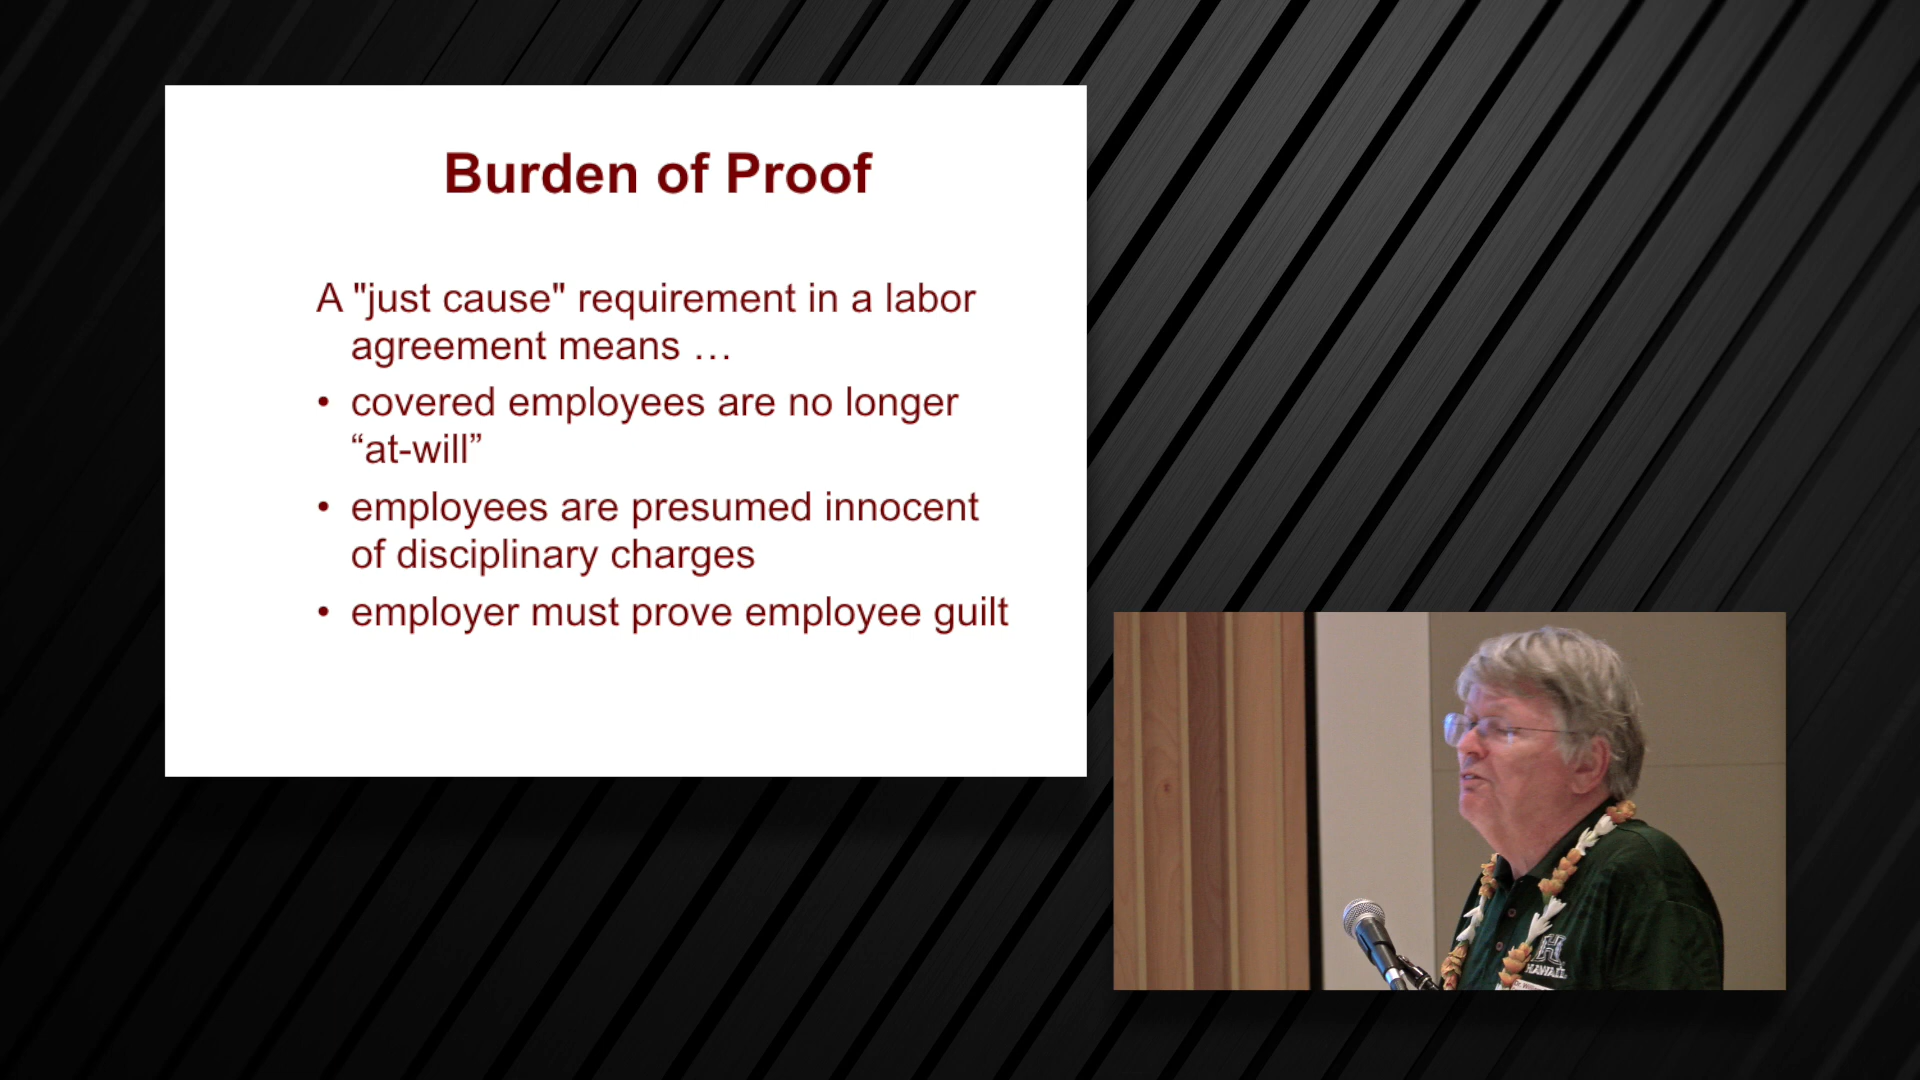 Burden of Proof
A "just cause" requirement in a labor
agreement means …
• covered employees are no longer
“at-will”
• employees are presumed innocent
of disciplinary charges
• employer must prove employee guilt
H
HAWAI'I